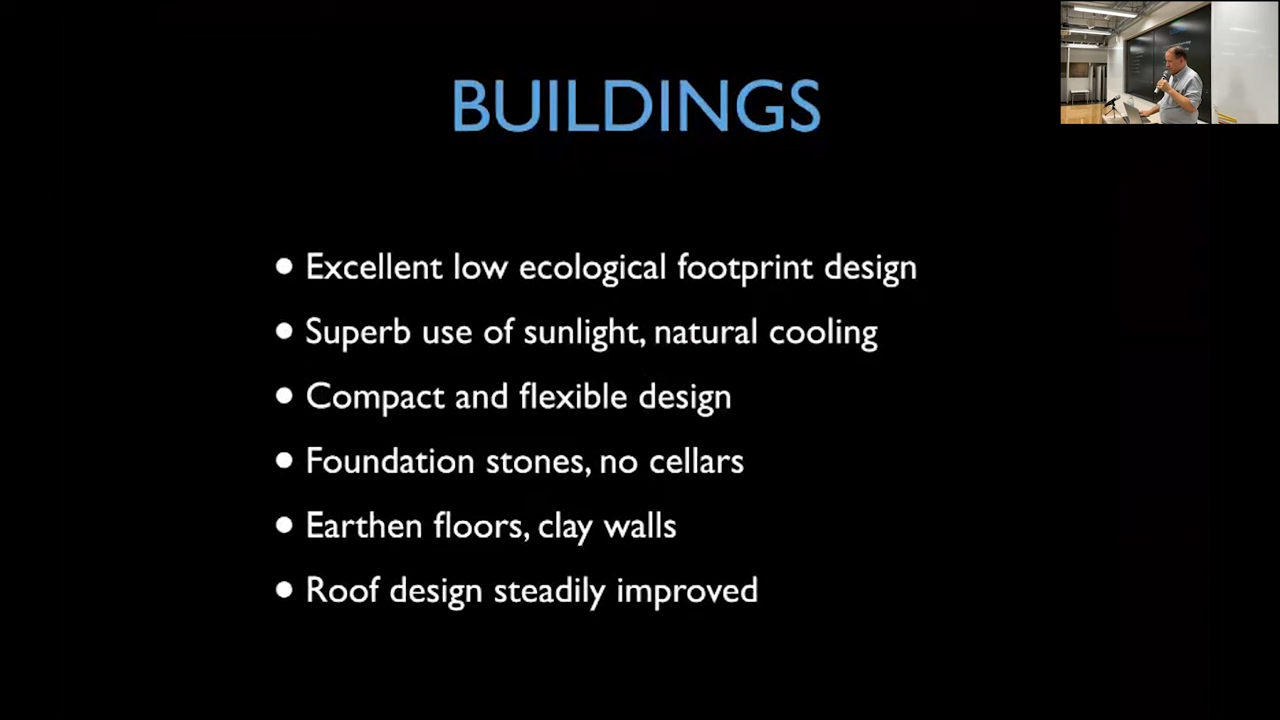 BUILDINGS
• Excellent low ecological footprint design
• Superb use of sunlight, natural cooling
• Compact and flexible design
• Foundation stones, no cellars
• Earthen floors, clay walls
• Roof design steadily improved